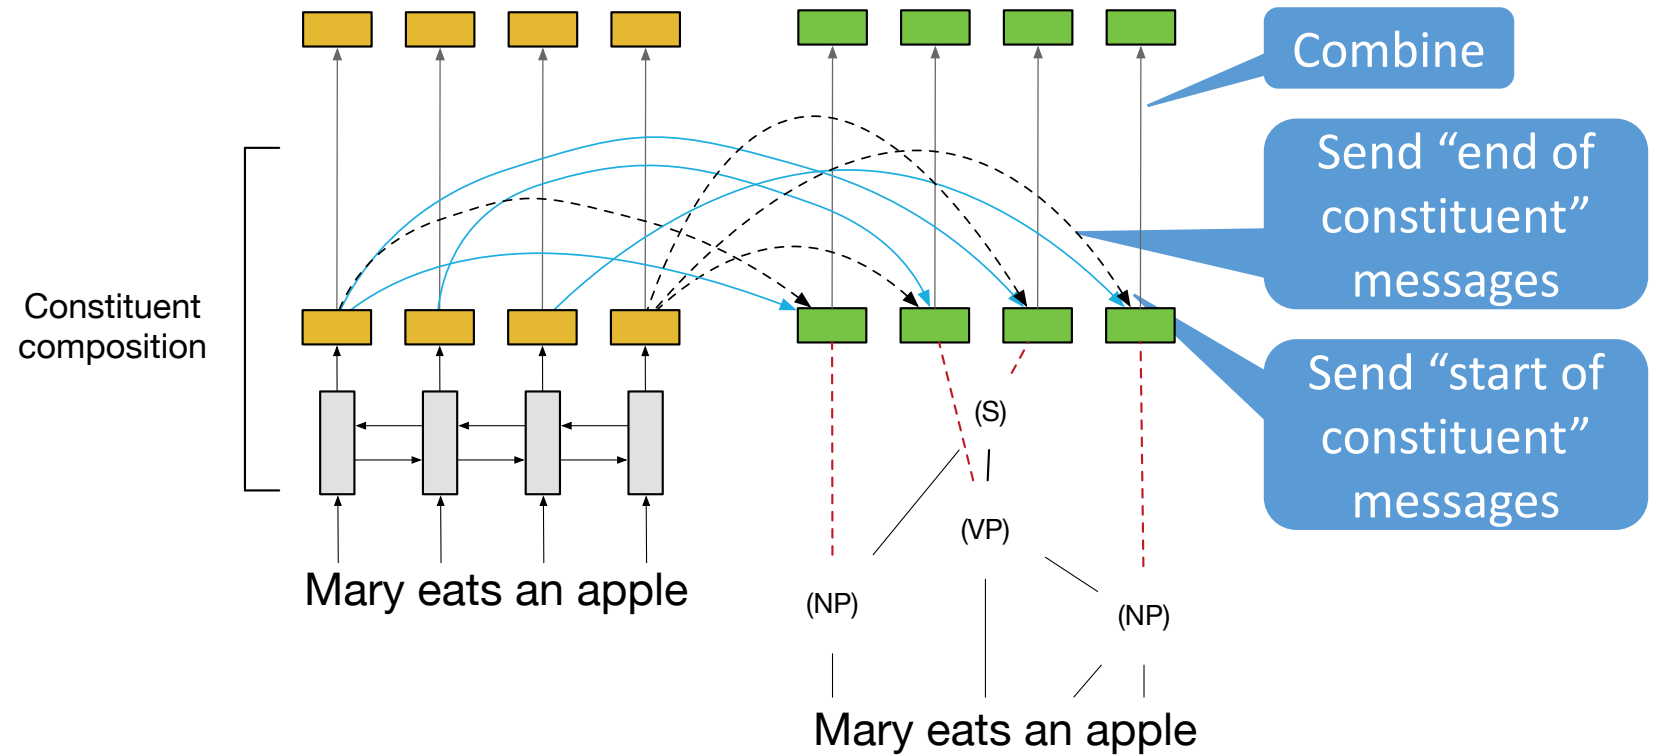 Combine
Send “end of
constituent”
messages
Constituent
composition
Send “start of
constituent”
messages
(S)
(VP)
Mary eats an apple
(NP)
(NP)
Mary eats an apple